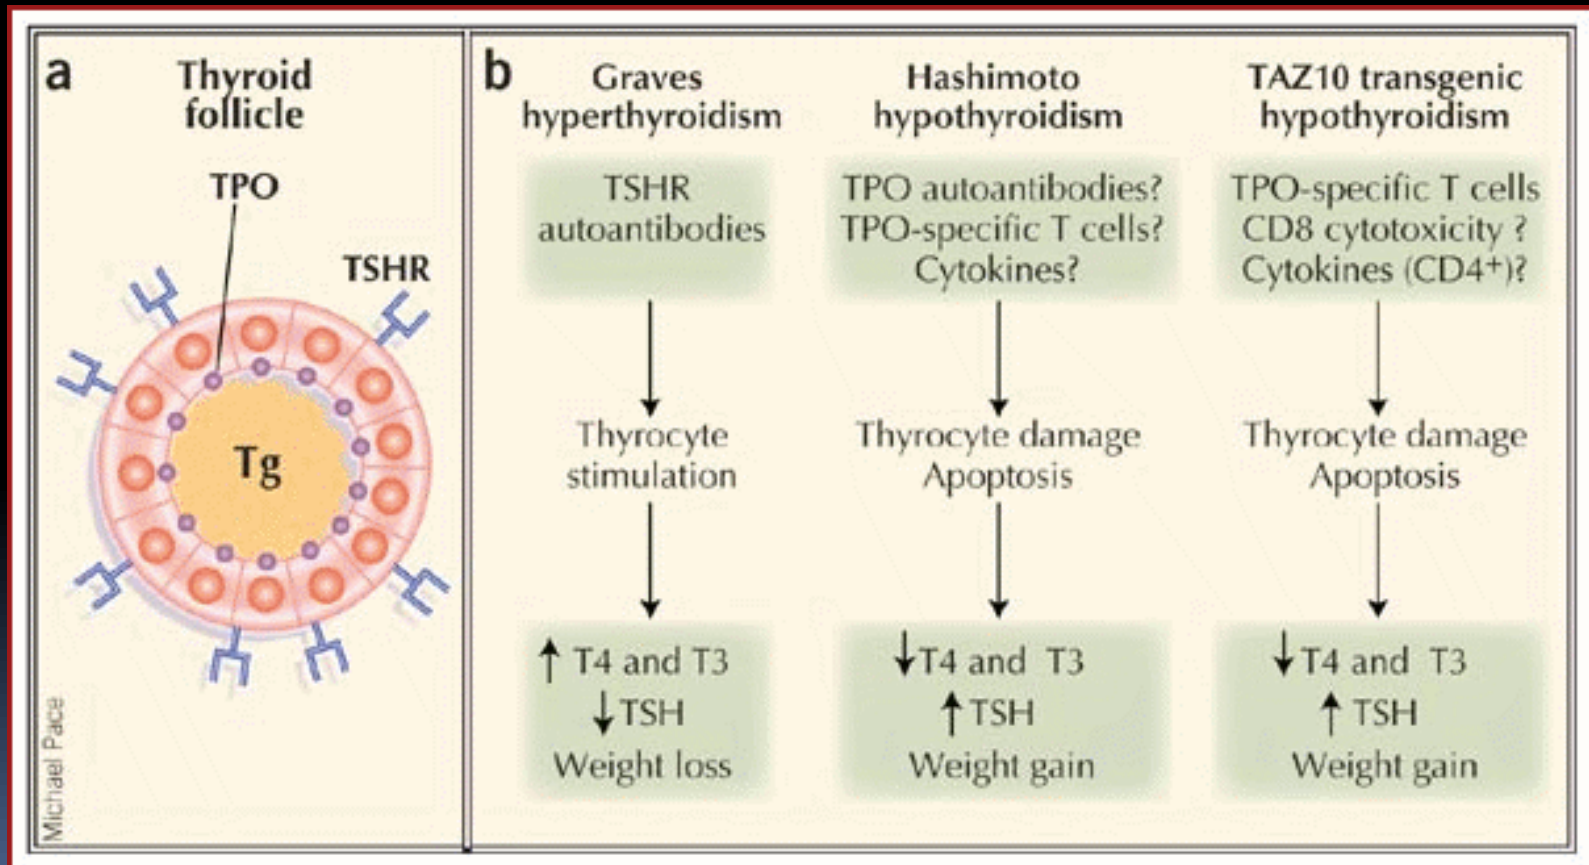 a
Thyroid
follicle
TPO
TSHR
Tg
Michael Pace
b
Graves
hyperthyroidism
TSHR
autoantibodies
Thyrocyte
stimulation
↑ T4 and T3
↓ TSH
Weight loss
Hashimoto
hypothyroidism
TPO autoantibodies?
TPO-specific T cells?
Cytokines?
Thyrocyte damage
Apoptosis
↓ T4 and T3
↑ TSH
Weight gain
TAZ10 transgenic
hypothyroidism
TPO-specific T cells
CD8 cytotoxicity ?
Cytokines (CD4⁺)?
Thyrocyte damage
Apoptosis
↓ T4 and T3
↑ TSH
Weight gain